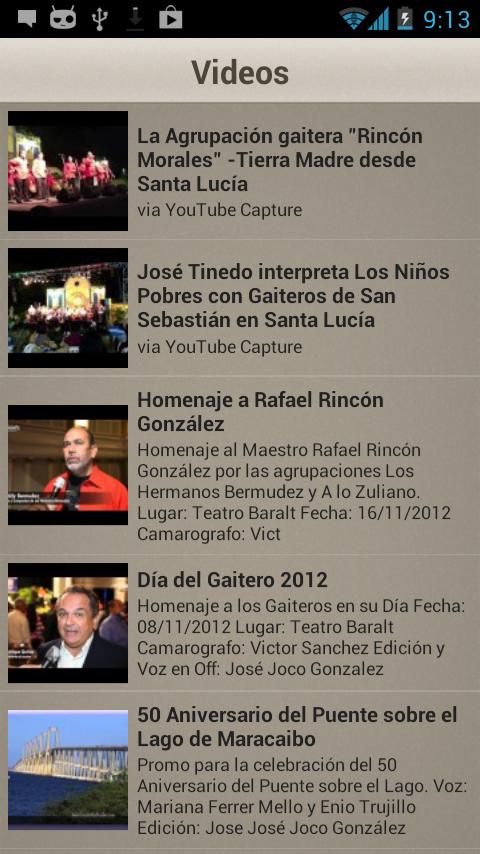 9:13
Videos
La Agrupación gaitera "Rincón
Morales" -Tierra Madre desde
Santa Lucía
via YouTube Capture
José Tinedo interpreta Los Niños
Pobres con Gaiteros de San
Sebastián en Santa Lucía
via YouTube Capture
Homenaje a Rafael Rincón
González
Homenaje al Maestro Rafael Rincón
González por las agrupaciones Los
Hermanos Bermudez y A lo Zuliano.
Lugar: Teatro Baralt Fecha: 16/11/2012
Camarografo: Vict
Día del Gaitero 2012
Homenaje a los Gaiteros en su Día Fecha:
08/11/2012 Lugar: Teatro Baralt
Camarografo: Victor Sanchez Edición y
Voz en Off: José Joco Gonzalez
50 Aniversario del Puente sobre el
Lago de Maracaibo
Promo para la celebración del 50
Aniversario del Puente sobre el Lago. Voz:
Mariana Ferrer Mello y Enio Trujillo
Edición: Jose José Joco González